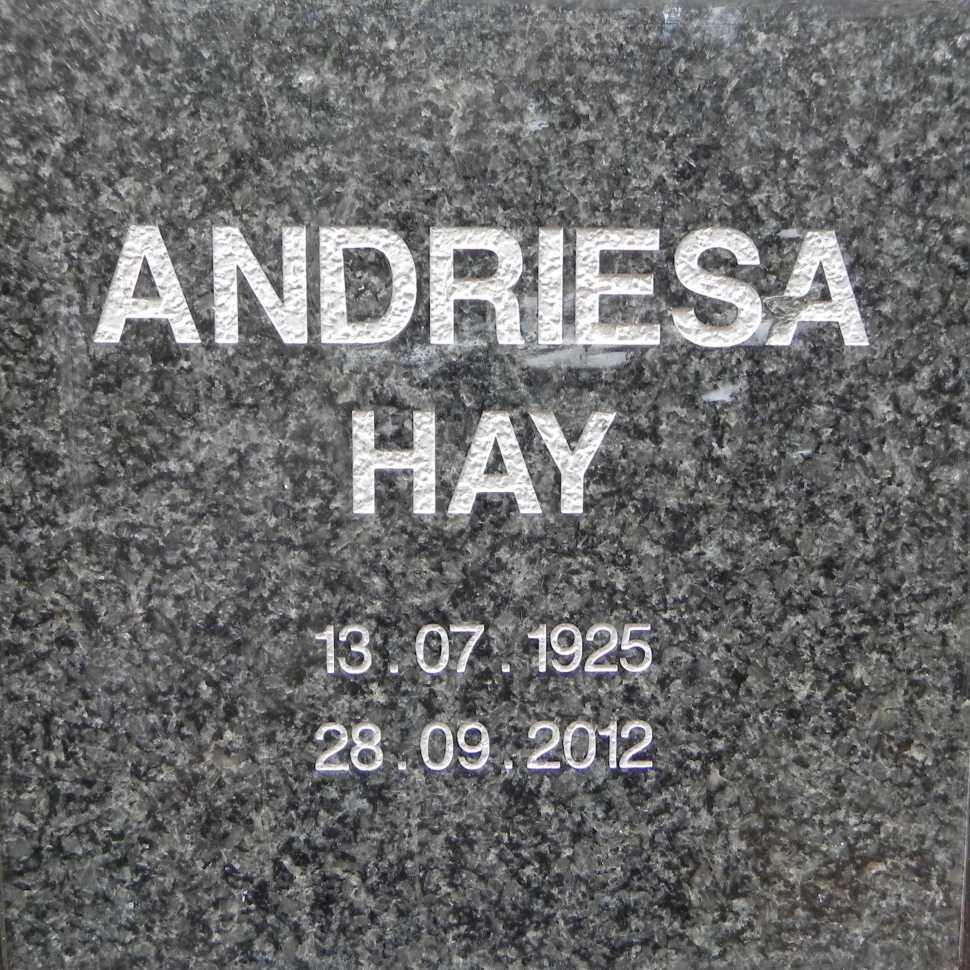 ANDRIESA
HAY
13 . 07 . 1925
28 . 09 . 2012